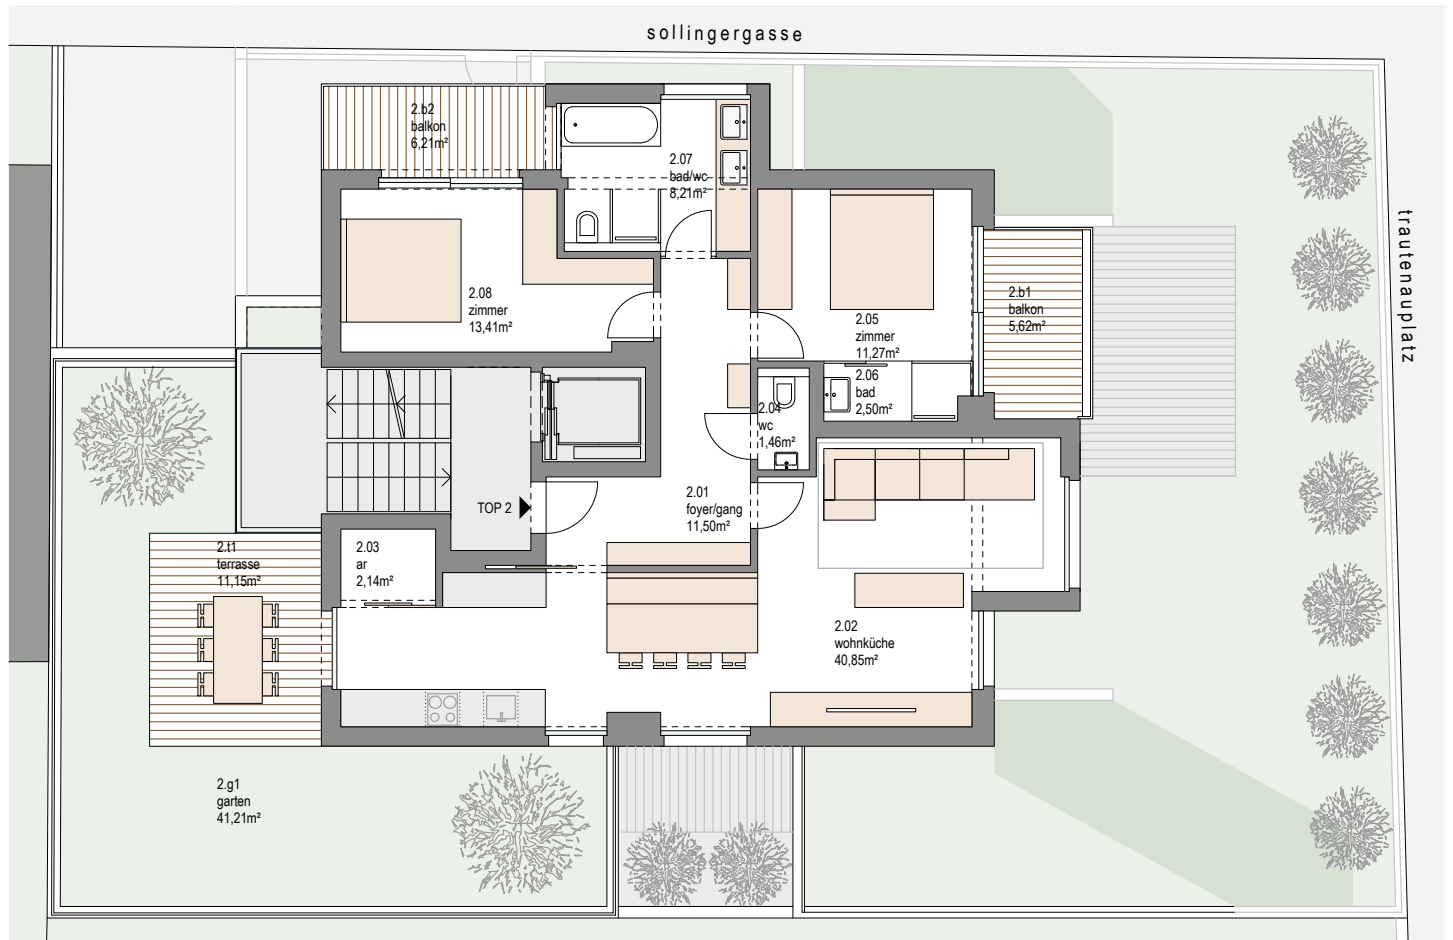 sollingergasse
2.b2
balkon
6,21m²
2.07
bad/wc
8,21m²
trautenauplatz
2.08
zimmer
13,41m²
2.05
zimmer
11,27m²
2.b1
balkon
5,62m²
2.06
bad
2,50m²
2.04
wc
1,46m²
TOP 2
2.01
foyer/gang
11,50m²
2.t1
terrasse
11,15m²
2.03
ar
2,14m²
2.02
wohnküche
40,85m²
2.g1
garten
41,21m²